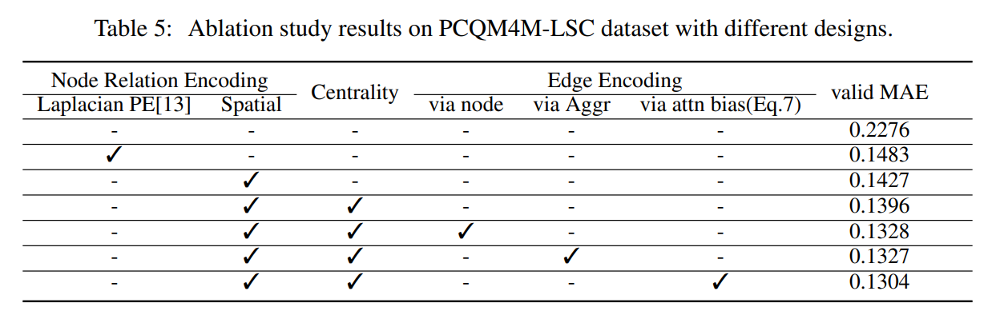 Table 5: Ablation study results on PCQM4M-LSC dataset with different designs.
Node Relation Encoding Centrality Edge Encoding valid MAE
Laplacian PE[13] Spatial via node via Aggr via attn bias(Eq.7)
- - - - - - 0.2276
✓ - - - - - 0.1483
- ✓ - - - - 0.1427
- ✓ ✓ - - - 0.1396
- ✓ ✓ ✓ - - 0.1328
- ✓ ✓ - ✓ - 0.1327
- ✓ ✓ - - ✓ 0.1304